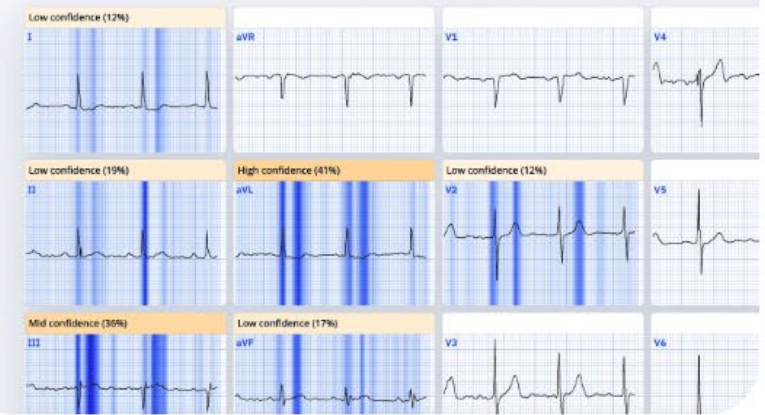 Low confidence (12%)
I
aVR
V1
V4
Low confidence (19%)
High confidence (41%)
Low confidence (12%)
II
aVL
V2
V5
Mid confidence (36%)
Low confidence (17%)
III
aVF
V3
V6